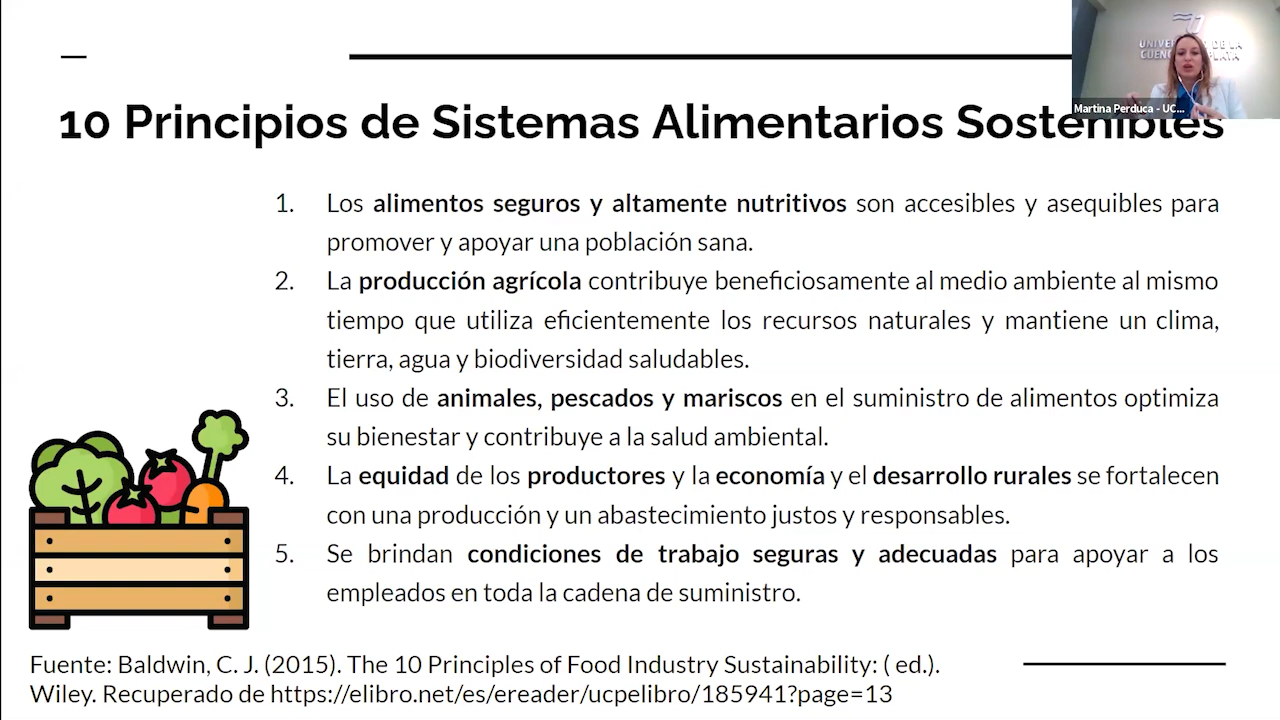 UNIVE DE LA
CUENC PLATA
Martina Perduca - UC...
10 Principios de Sistemas Alimentarios Sostenibles
1. Los alimentos seguros y altamente nutritivos son accesibles y asequibles para
promover y apoyar una población sana.
2. La producción agrícola contribuye beneficiosamente al medio ambiente al mismo
tiempo que utiliza eficientemente los recursos naturales y mantiene un clima,
tierra, agua y biodiversidad saludables.
3. El uso de animales, pescados y mariscos en el suministro de alimentos optimiza
su bienestar y contribuye a la salud ambiental.
4. La equidad de los productores y la economía y el desarrollo rurales se fortalecen
con una producción y un abastecimiento justos y responsables.
5. Se brindan condiciones de trabajo seguras y adecuadas para apoyar a los
empleados en toda la cadena de suministro.
Fuente: Baldwin, C. J. (2015). The 10 Principles of Food Industry Sustainability: ( ed.).
Wiley. Recuperado de https://elibro.net/es/ereader/ucpelibro/185941?page=13